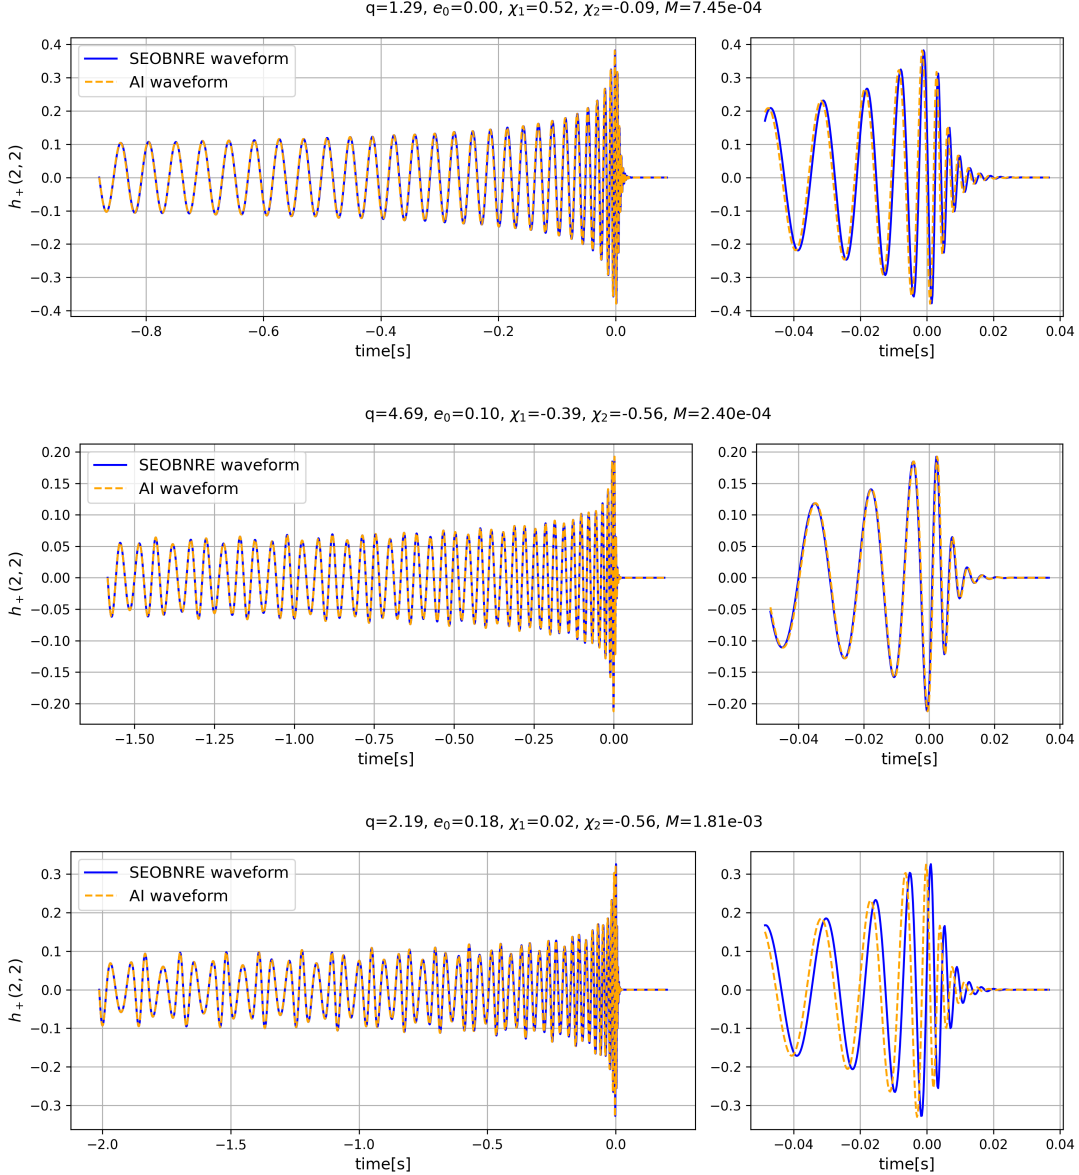 q=1.29, e₀=0.00, χ₁=0.52, χ₂=-0.09, M=7.45e-04
SEOBNRE waveform
AI waveform
h₊(2, 2)
0.4
0.3
0.2
0.1
0.0
−0.1
−0.2
−0.3
−0.4
−0.8 −0.6 −0.4 −0.2 0.0
time[s]
0.4
0.3
0.2
0.1
0.0
−0.1
−0.2
−0.3
−0.4
−0.04 −0.02 0.00 0.02 0.04
time[s]
q=4.69, e₀=0.10, χ₁=-0.39, χ₂=-0.56, M=2.40e-04
SEOBNRE waveform
AI waveform
h₊(2, 2)
0.20
0.15
0.10
0.05
0.00
−0.05
−0.10
−0.15
−0.20
−1.50 −1.25 −1.00 −0.75 −0.50 −0.25 0.00
time[s]
0.20
0.15
0.10
0.05
0.00
−0.05
−0.10
−0.15
−0.20
−0.04 −0.02 0.00 0.02 0.04
time[s]
q=2.19, e₀=0.18, χ₁=0.02, χ₂=-0.56, M=1.81e-03
SEOBNRE waveform
AI waveform
h₊(2, 2)
0.3
0.2
0.1
0.0
−0.1
−0.2
−0.3
−2.0 −1.5 −1.0 −0.5 0.0
time[s]
0.3
0.2
0.1
0.0
−0.1
−0.2
−0.3
−0.04 −0.02 0.00 0.02 0.04
time[s]